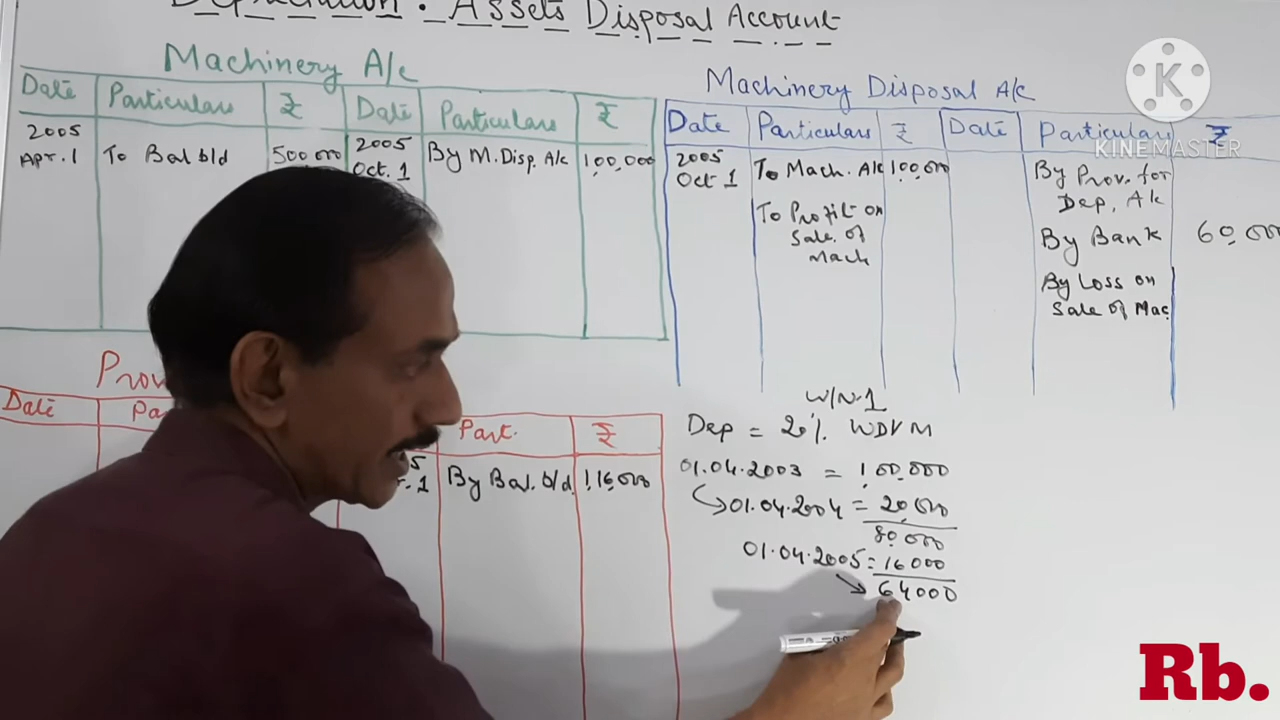 Depreciation. Assets Disposal Account
Machinery A/c
Date Particulars ₹ Date Particulars ₹
2005
Apr. 1 To Bal b/d 500000 2005
Oct. 1 By M. Disp. A/c 1,00,000
Machinery Disposal A/c
Date Particulars ₹ Date Particulars ₹
2005
Oct 1 To Mach. A/c 1,00,000
To Profit on
Sale of
Mach
By Prov. for
Dep. A/c
By Bank 60,000
By Loss on
Sale of Mac
Prov
Date Pa Part. ₹
By Bal. b/d 1,16,000
W/N.1
Dep = 20% WDVM
01.04.2003 = 1,00,000
01.04.2004 = 20,000
80,000
01.04.2005 = 16000
64000
K
KINEMASTER
Rb.